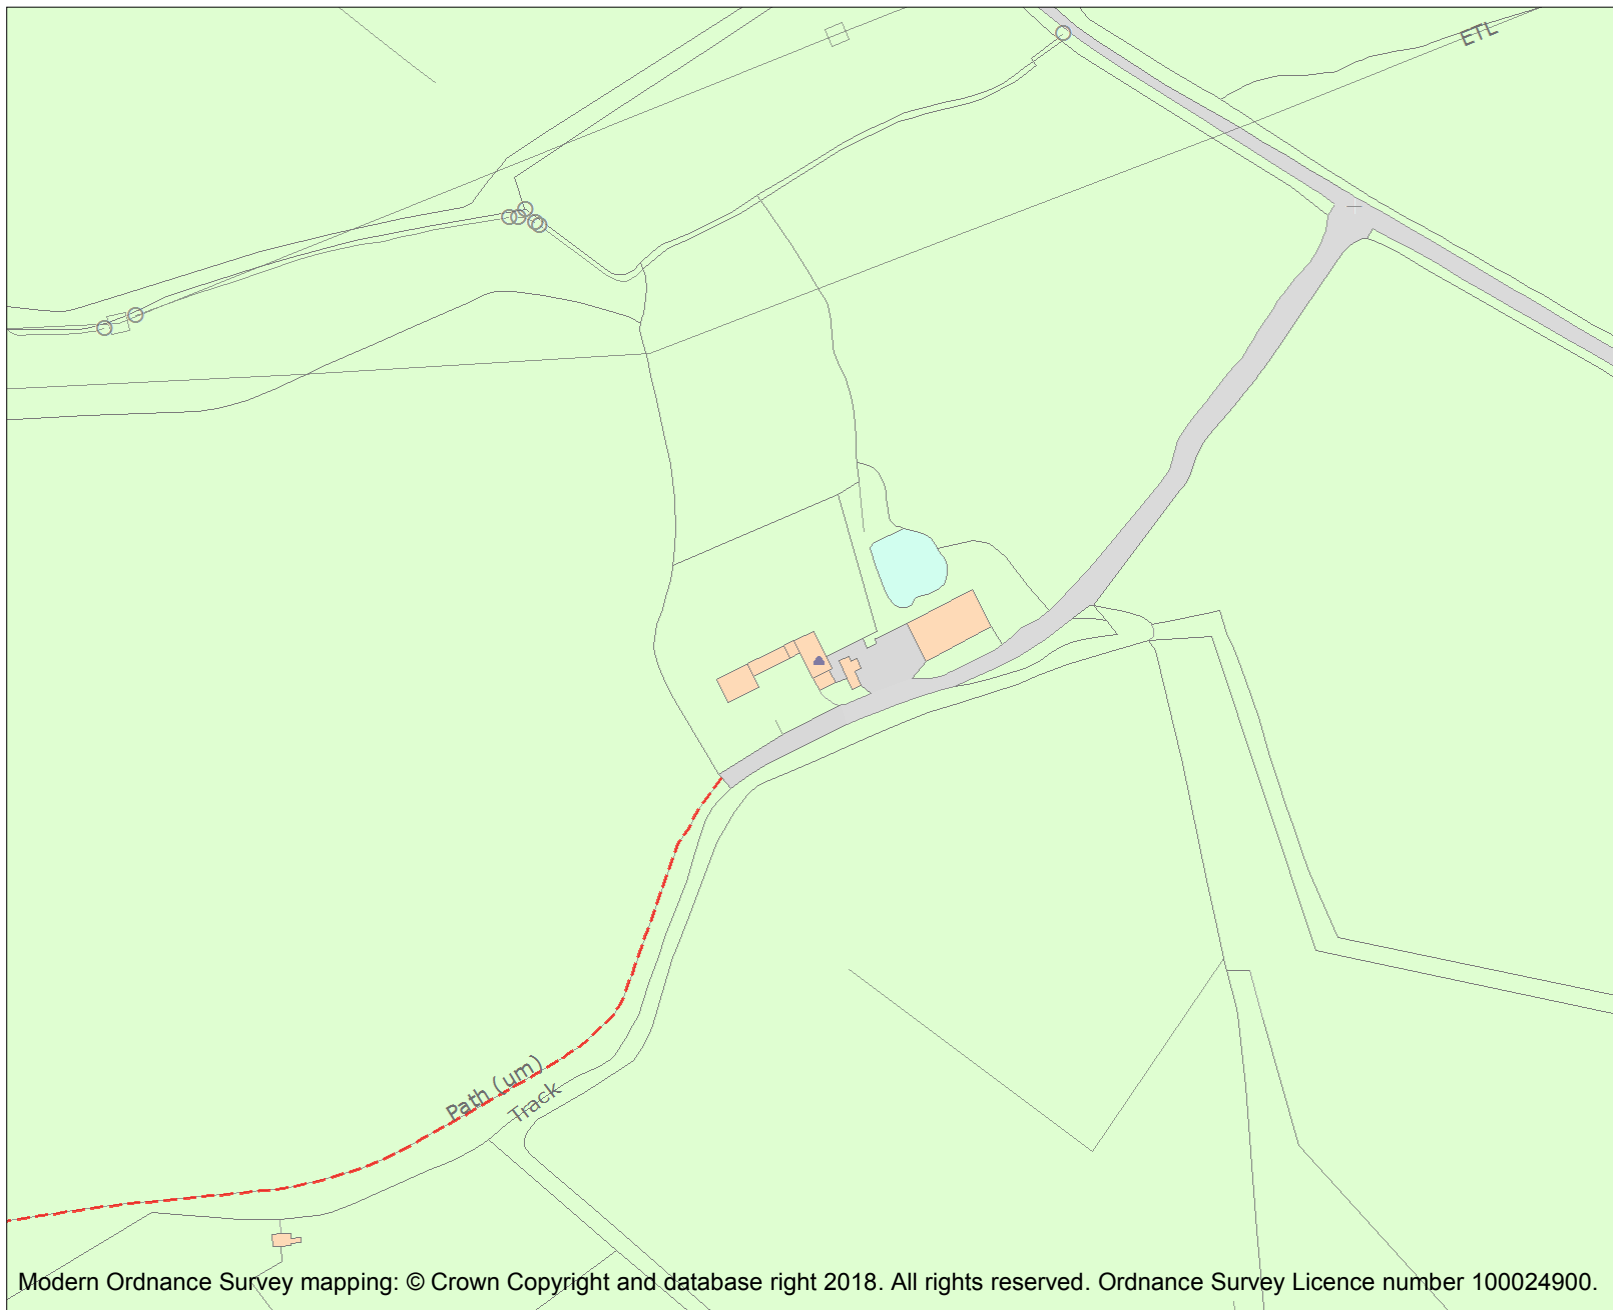 ETL
Path (um)
Track
Modern Ordnance Survey mapping: © Crown Copyright and database right 2018. All rights reserved. Ordnance Survey Licence number 100024900.